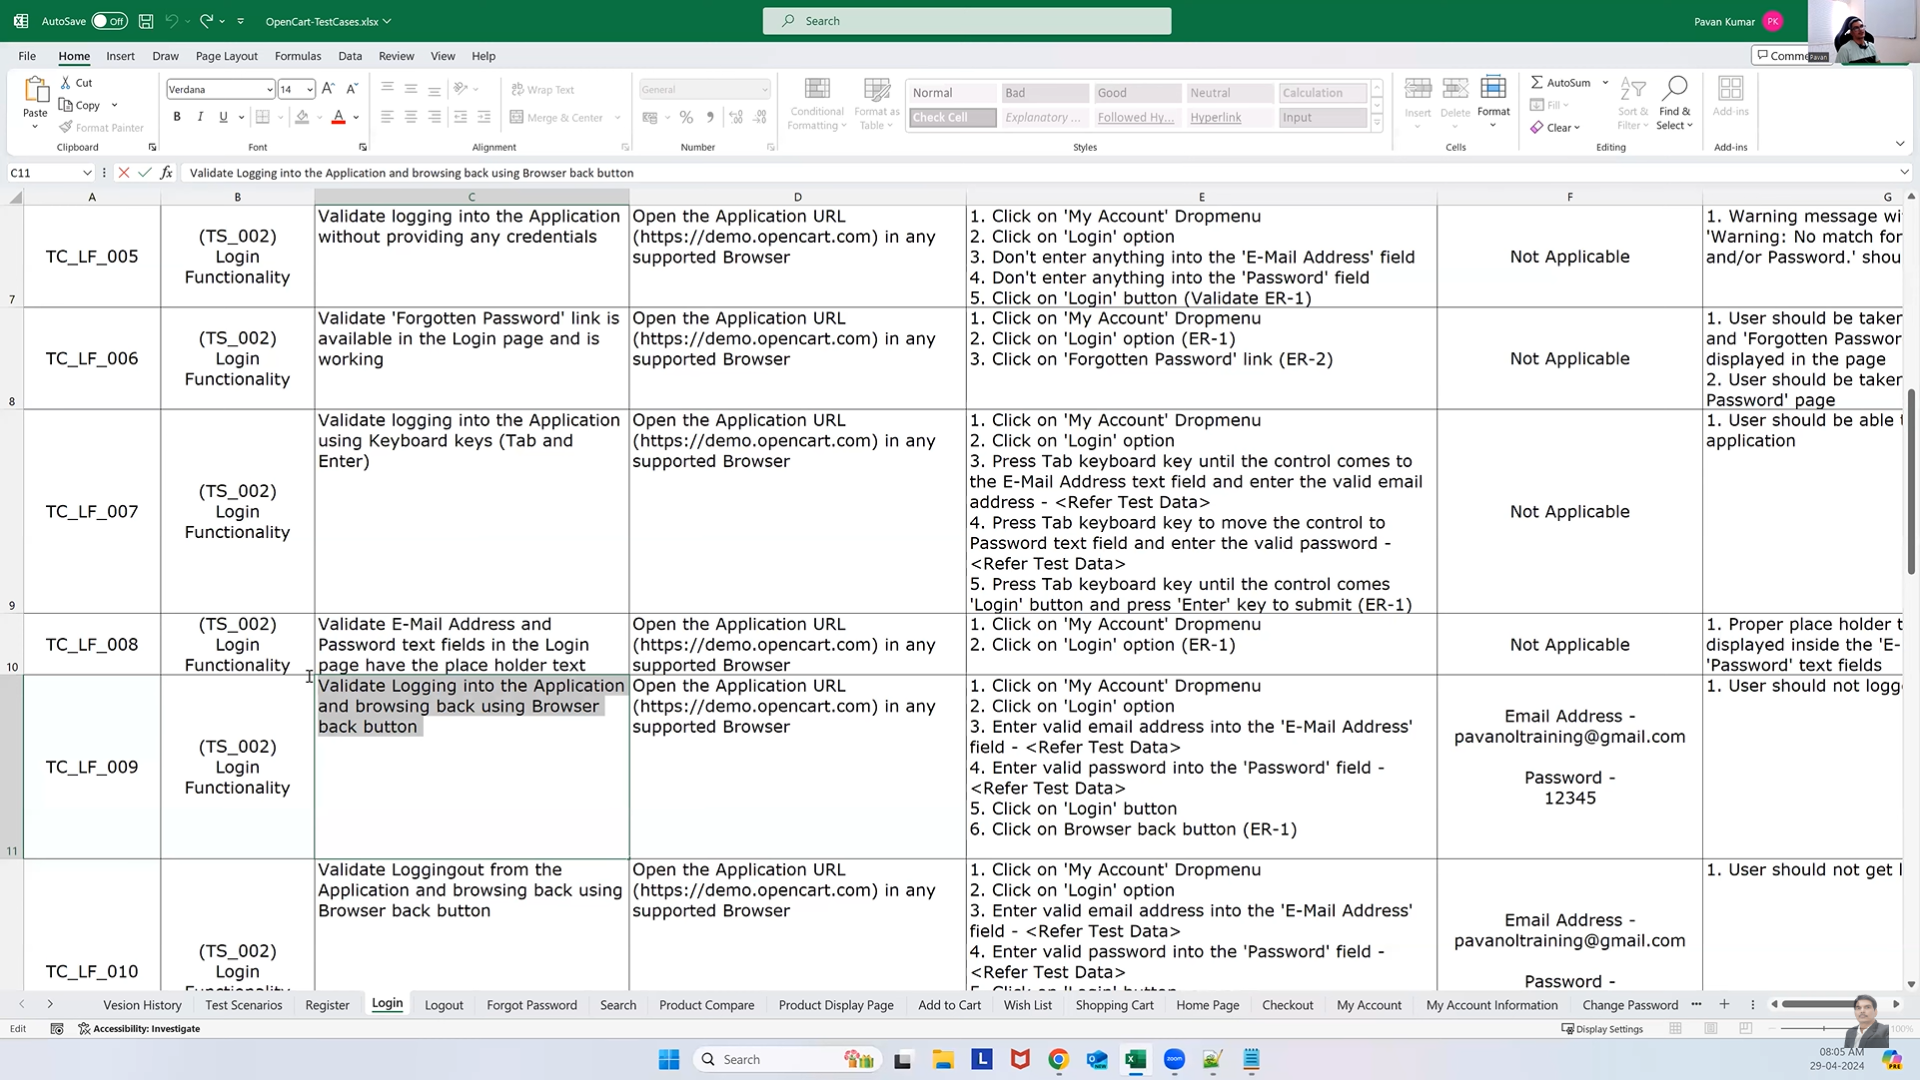 AutoSave Off OpenCart-TestCases.xlsx Search Pavan Kumar PK
Pavan
File Home Insert Page Layout Formulas Data Review View Draw Help
Paste Cut Copy Format Painter
Clipboard
Verdana 14
B I U A
Font
Wrap Text
Merge & Center
Alignment
General
Number
Conditional Formatting
Format as Table
Normal Bad Good Neutral Calculation
Check Cell Explanatory ... Followed Hy... Hyperlink Input
Styles
Insert Delete Format
Cells
AutoSum
Fill
Clear
Sort & Filter
Find & Select
Editing
Add-ins
Add-ins
C11 fx Validate Logging into the Application and browsing back using Browser back button
A B C D E F G
7
TC_LF_005
(TS_002)
Login
Functionality
Validate logging into the Application
without providing any credentials
Open the Application URL
(https://demo.opencart.com) in any
supported Browser
1. Click on 'My Account' Dropmenu
2. Click on 'Login' option
3. Don't enter anything into the 'E-Mail Address' field
4. Don't enter anything into the 'Password' field
5. Click on 'Login' button (Validate ER-1)
Not Applicable
1. Warning message wi
'Warning: No match for
and/or Password.' shou
8
TC_LF_006
(TS_002)
Login
Functionality
Validate 'Forgotten Password' link is
available in the Login page and is
working
Open the Application URL
(https://demo.opencart.com) in any
supported Browser
1. Click on 'My Account' Dropmenu
2. Click on 'Login' option (ER-1)
3. Click on 'Forgotten Password' link (ER-2)
Not Applicable
1. User should be taken
and 'Forgotten Passwor
displayed in the page
2. User should be taken
Password' page
9
TC_LF_007
(TS_002)
Login
Functionality
Validate logging into the Application
using Keyboard keys (Tab and
Enter)
Open the Application URL
(https://demo.opencart.com) in any
supported Browser
1. Click on 'My Account' Dropmenu
2. Click on 'Login' option
3. Press Tab keyboard key until the control comes to
the E-Mail Address text field and enter the valid email
address - <Refer Test Data>
4. Press Tab keyboard key to move the control to
Password text field and enter the valid password -
<Refer Test Data>
5. Press Tab keyboard key until the control comes
'Login' button and press 'Enter' key to submit (ER-1)
Not Applicable
1. User should be able t
application
10
TC_LF_008
(TS_002)
Login
Functionality
Validate E-Mail Address and
Password text fields in the Login
page have the place holder text
Open the Application URL
(https://demo.opencart.com) in any
supported Browser
1. Click on 'My Account' Dropmenu
2. Click on 'Login' option (ER-1)
Not Applicable
1. Proper place holder t
displayed inside the 'E-
'Password' text fields
11
TC_LF_009
(TS_002)
Login
Functionality
Validate Logging into the Application
and browsing back using Browser
back button
Open the Application URL
(https://demo.opencart.com) in any
supported Browser
1. Click on 'My Account' Dropmenu
2. Click on 'Login' option
3. Enter valid email address into the 'E-Mail Address'
field - <Refer Test Data>
4. Enter valid password into the 'Password' field -
<Refer Test Data>
5. Click on 'Login' button
6. Click on Browser back button (ER-1)
Email Address -
pavanoltraining@gmail.com
Password -
12345
1. User should not logg
TC_LF_010
(TS_002)
Login
Validate Loggingout from the
Application and browsing back using
Browser back button
Open the Application URL
(https://demo.opencart.com) in any
supported Browser
1. Click on 'My Account' Dropmenu
2. Click on 'Login' option
3. Enter valid email address into the 'E-Mail Address'
field - <Refer Test Data>
4. Enter valid password into the 'Password' field -
<Refer Test Data>
Email Address -
pavanoltraining@gmail.com
Password -
1. User should not get l
Vesion History Test Scenarios Register Login Logout Forgot Password Search Product Compare Product Display Page Add to Cart Wish List Shopping Cart Home Page Checkout My Account My Account Information Change Password
Edit Accessibility: Investigate Display Settings 100%
Search
08:05 AM
29-04-2024